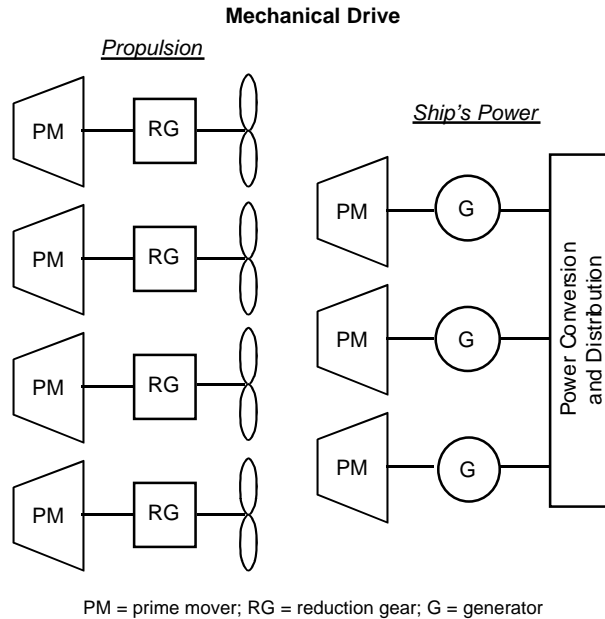 Mechanical Drive
Propulsion
PM
RG
PM
RG
PM
RG
PM
RG
Ship's Power
PM
G
PM
G
PM
G
Power Conversion
and Distribution
PM = prime mover; RG = reduction gear; G = generator